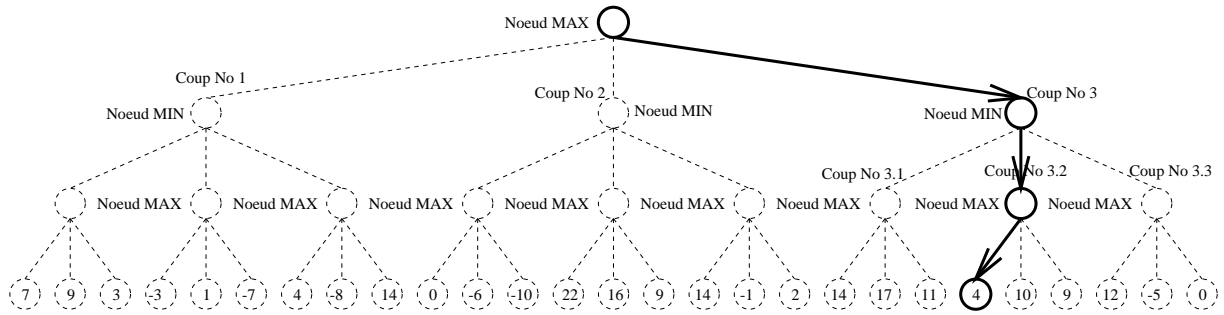 Noeud MAX
Coup No 1
Coup No 2
Coup No 3
Noeud MIN
Noeud MIN
Noeud MIN
Coup No 3.1
Coup No 3.2
Coup No 3.3
Noeud MAX
Noeud MAX
Noeud MAX
Noeud MAX
Noeud MAX
Noeud MAX
Noeud MAX
Noeud MAX
7 9 3 -3 1 -7 4 -8 14 0 -6 -10 22 16 9 14 -1 2 14 17 11 4 10 9 12 -5 0